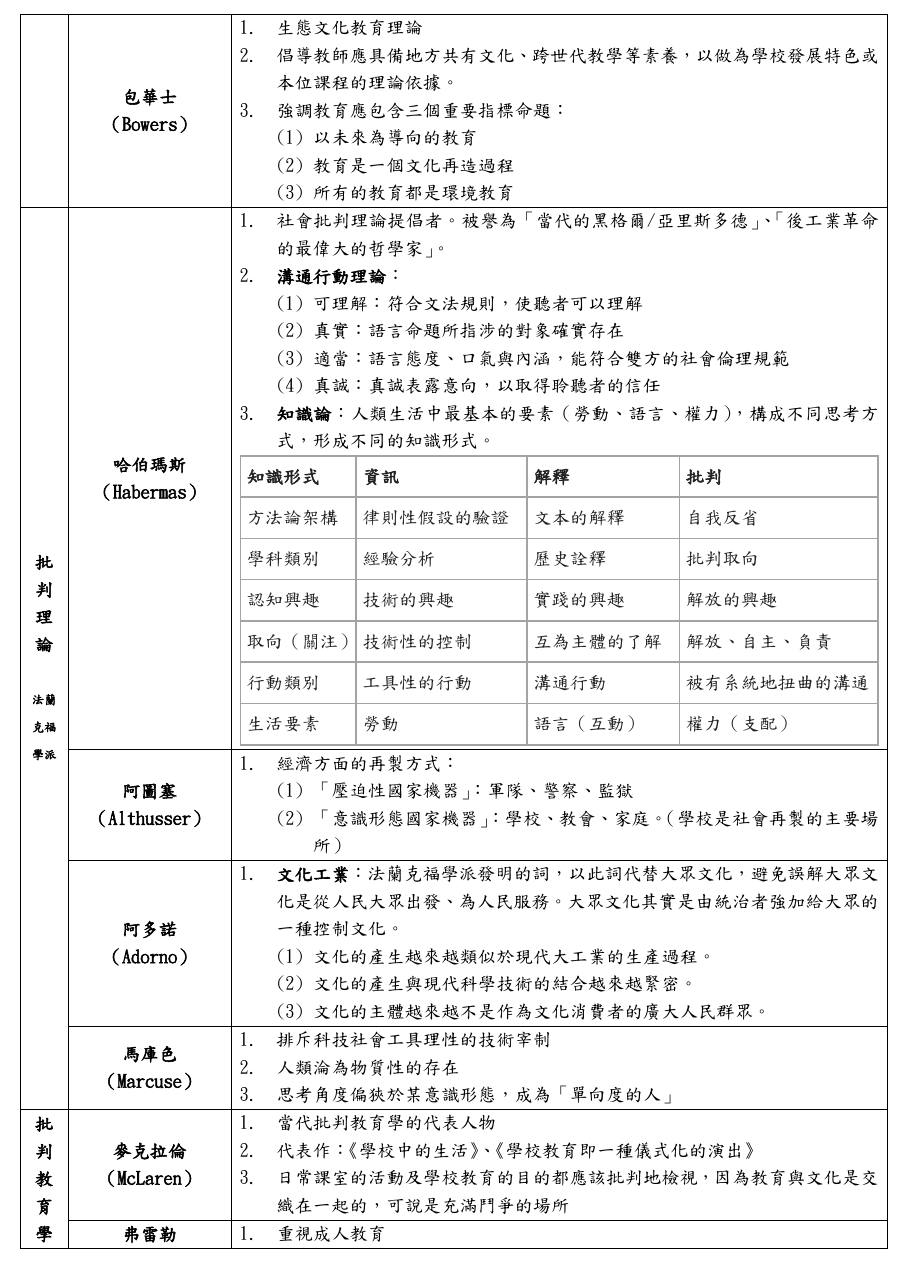 包華士
（Bowers）
1. 生態文化教育理論
2. 倡導教師應具備地方共有文化、跨世代教學等素養，以做為學校發展特色或
本位課程的理論依據。
3. 強調教育應包含三個重要指標命題：
(1) 以未來為導向的教育
(2) 教育是一個文化再造過程
(3) 所有的教育都是環境教育
批
判
理
論
法蘭
克福
學派
哈伯瑪斯
（Habermas）
1. 社會批判理論提倡者。被譽為「當代的黑格爾/亞里斯多德」、「後工業革命
的最偉大的哲學家」。
2. 溝通行動理論：
(1) 可理解：符合文法規則，使聽者可以理解
(2) 真實：語言命題所指涉的對象確實存在
(3) 適當：語言態度、口氣與內涵，能符合雙方的社會倫理規範
(4) 真誠：真誠表露意向，以取得聆聽者的信任
3. 知識論：人類生活中最基本的要素（勞動、語言、權力），構成不同思考方
式，形成不同的知識形式。
知識形式 資訊 解釋 批判
方法論架構 律則性假設的驗證 文本的解釋 自我反省
學科類別 經驗分析 歷史詮釋 批判取向
認知興趣 技術的興趣 實踐的興趣 解放的興趣
取向（關注） 技術性的控制 互為主體的了解 解放、自主、負責
行動類別 工具性的行動 溝通行動 被有系統地扭曲的溝通
生活要素 勞動 語言（互動） 權力（支配）
阿圖塞
（Althusser）
1. 經濟方面的再製方式：
(1) 「壓迫性國家機器」：軍隊、警察、監獄
(2) 「意識形態國家機器」：學校、教會、家庭。（學校是社會再製的主要場
所）
阿多諾
（Adorno）
1. 文化工業：法蘭克福學派發明的詞，以此詞代替大眾文化，避免誤解大眾文
化是從人民大眾出發、為人民服務。大眾文化其實是由統治者強加給大眾的
一種控制文化。
(1) 文化的產生越來越類似於現代大工業的生產過程。
(2) 文化的產生與現代科學技術的結合越來越緊密。
(3) 文化的主體越來越不是作為文化消費者的廣大人民群眾。
馬庫色
（Marcuse）
1. 排斥科技社會工具理性的技術宰制
2. 人類淪為物質性的存在
3. 思考角度偏狹於某意識形態，成為「單向度的人」
批
判
教
育
學
麥克拉倫
（McLaren）
1. 當代批判教育學的代表人物
2. 代表作：《學校中的生活》、《學校教育即一種儀式化的演出》
3. 日常課室的活動及學校教育的目的都應該批判地檢視，因為教育與文化是交
織在一起的，可說是充滿鬥爭的場所
弗雷勒
1. 重視成人教育